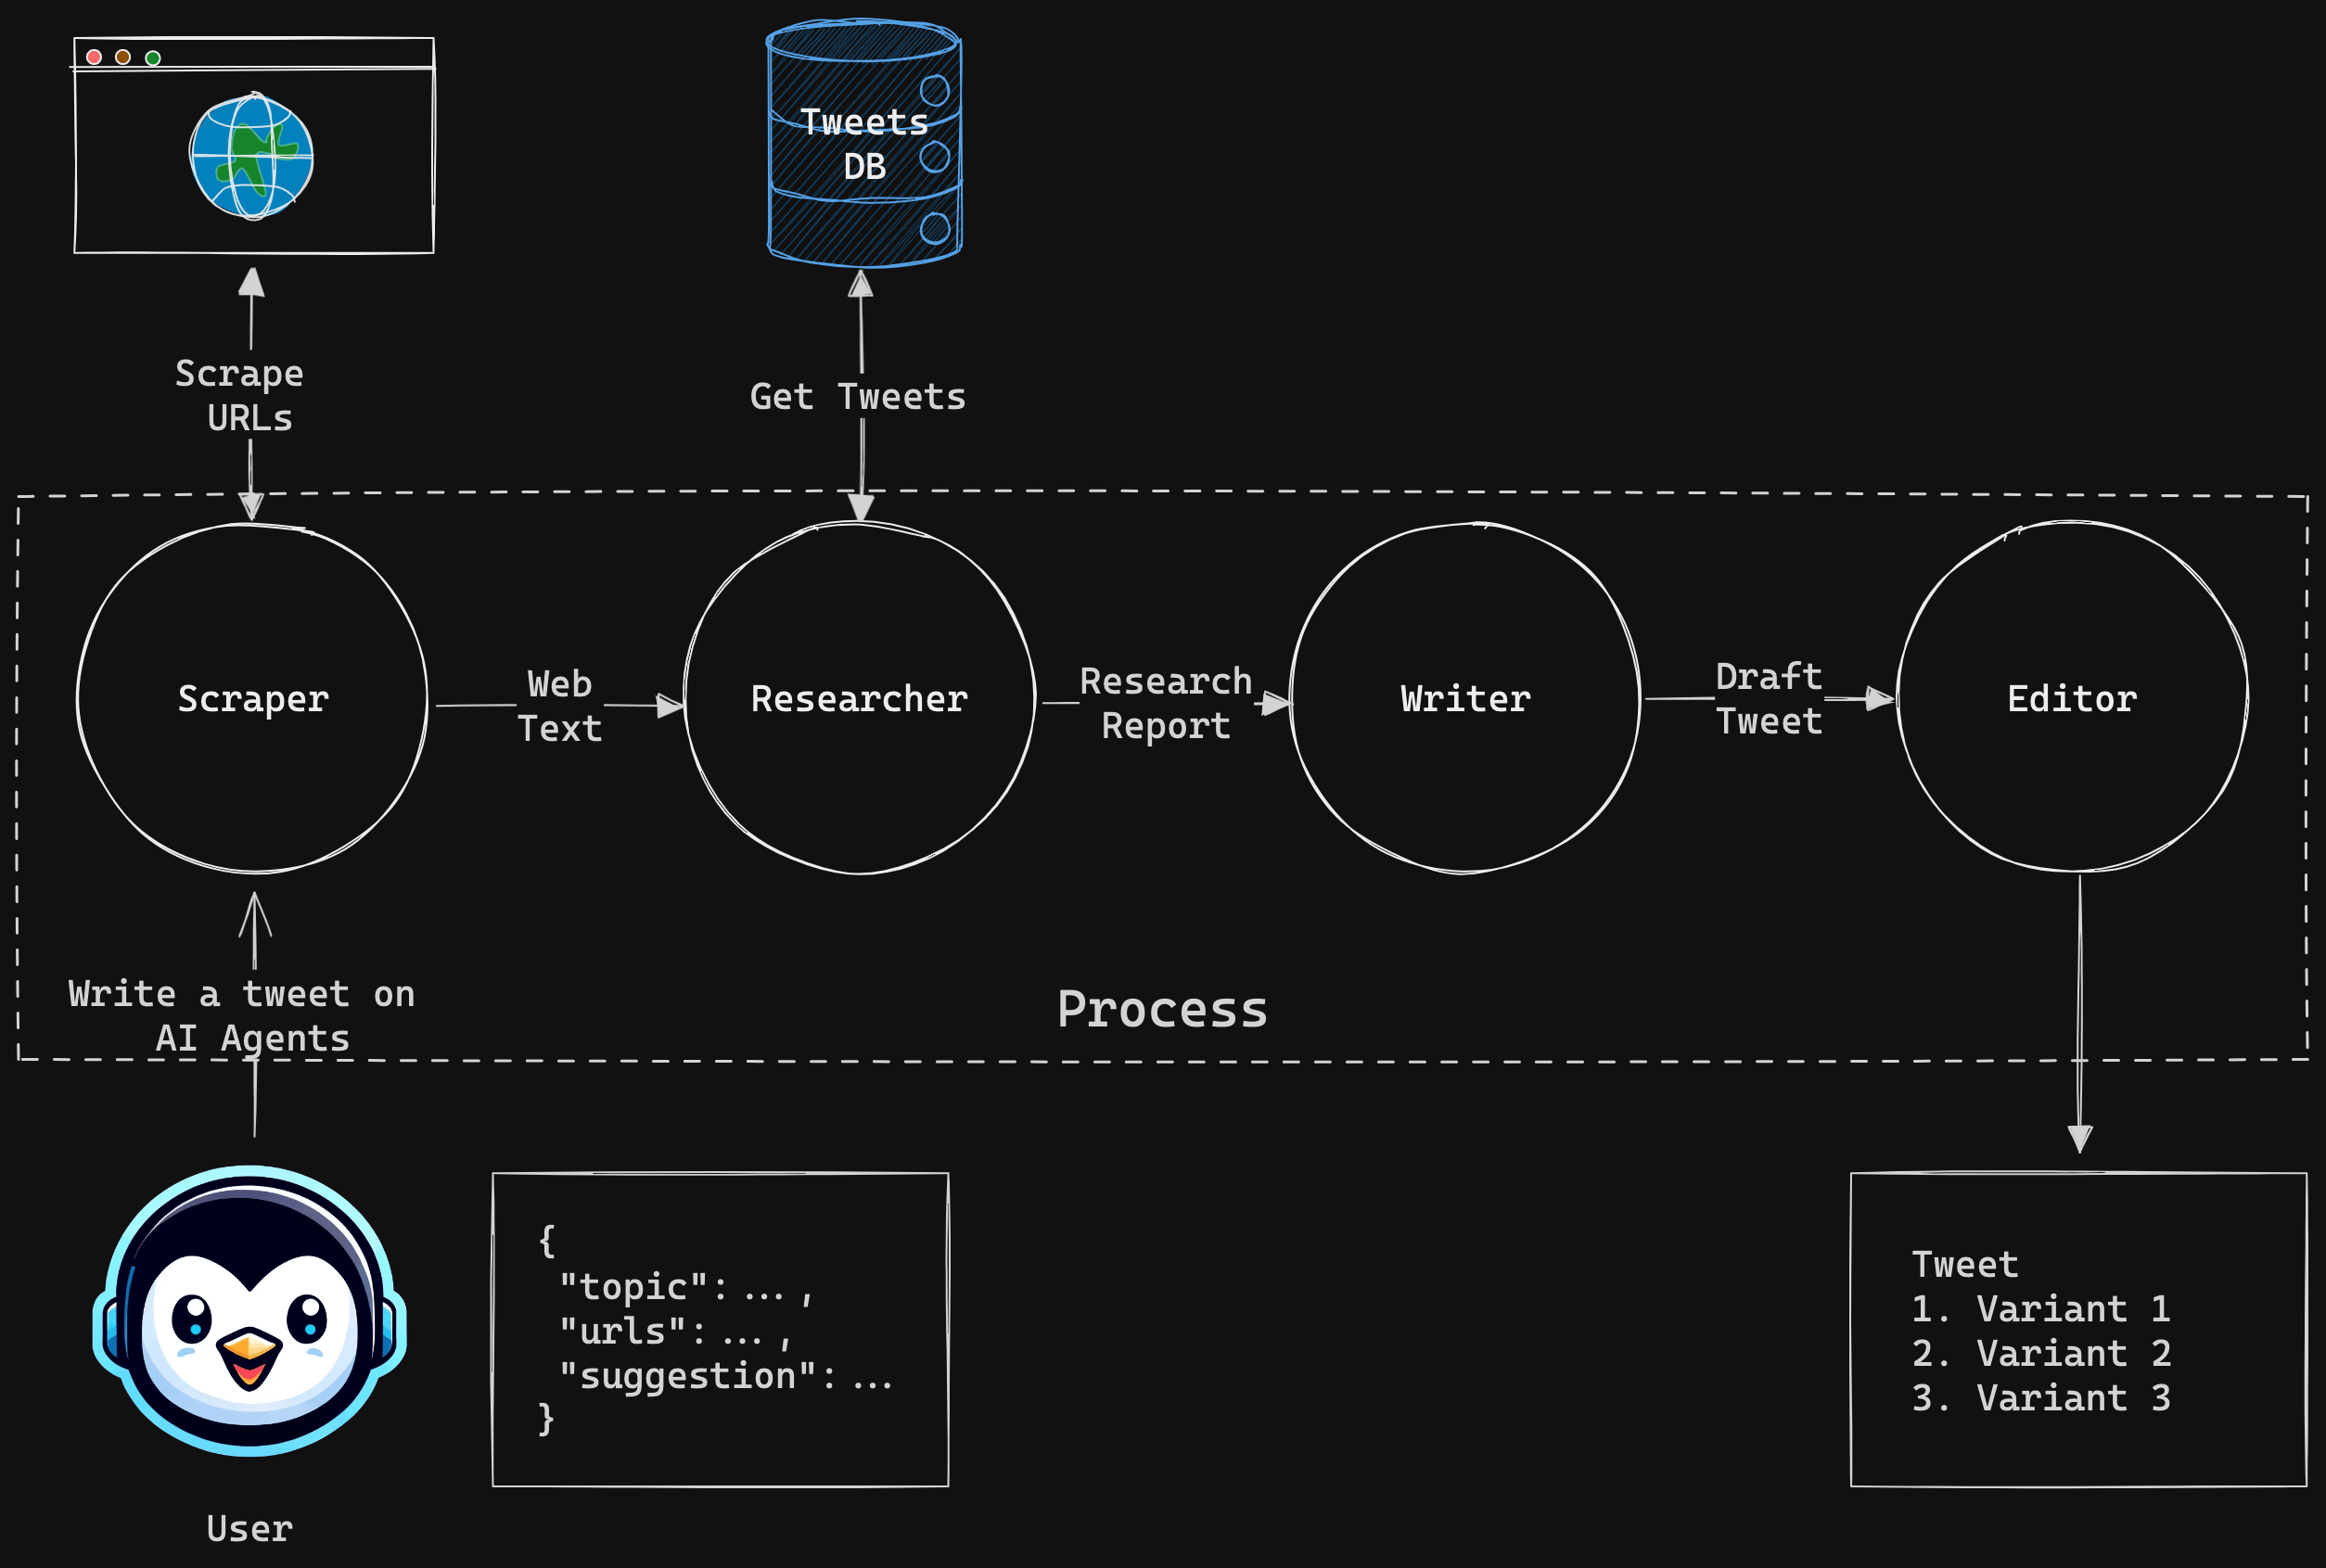 Tweets
DB
Scrape
URLs
Get Tweets
Scraper
Web
Text
Researcher
Research
Report
Writer
Draft
Tweet
Editor
Write a tweet on
AI Agents
Process
{
"topic": ... ,
"urls": ... ,
"suggestion": ...
}
Tweet
1. Variant 1
2. Variant 2
3. Variant 3
User